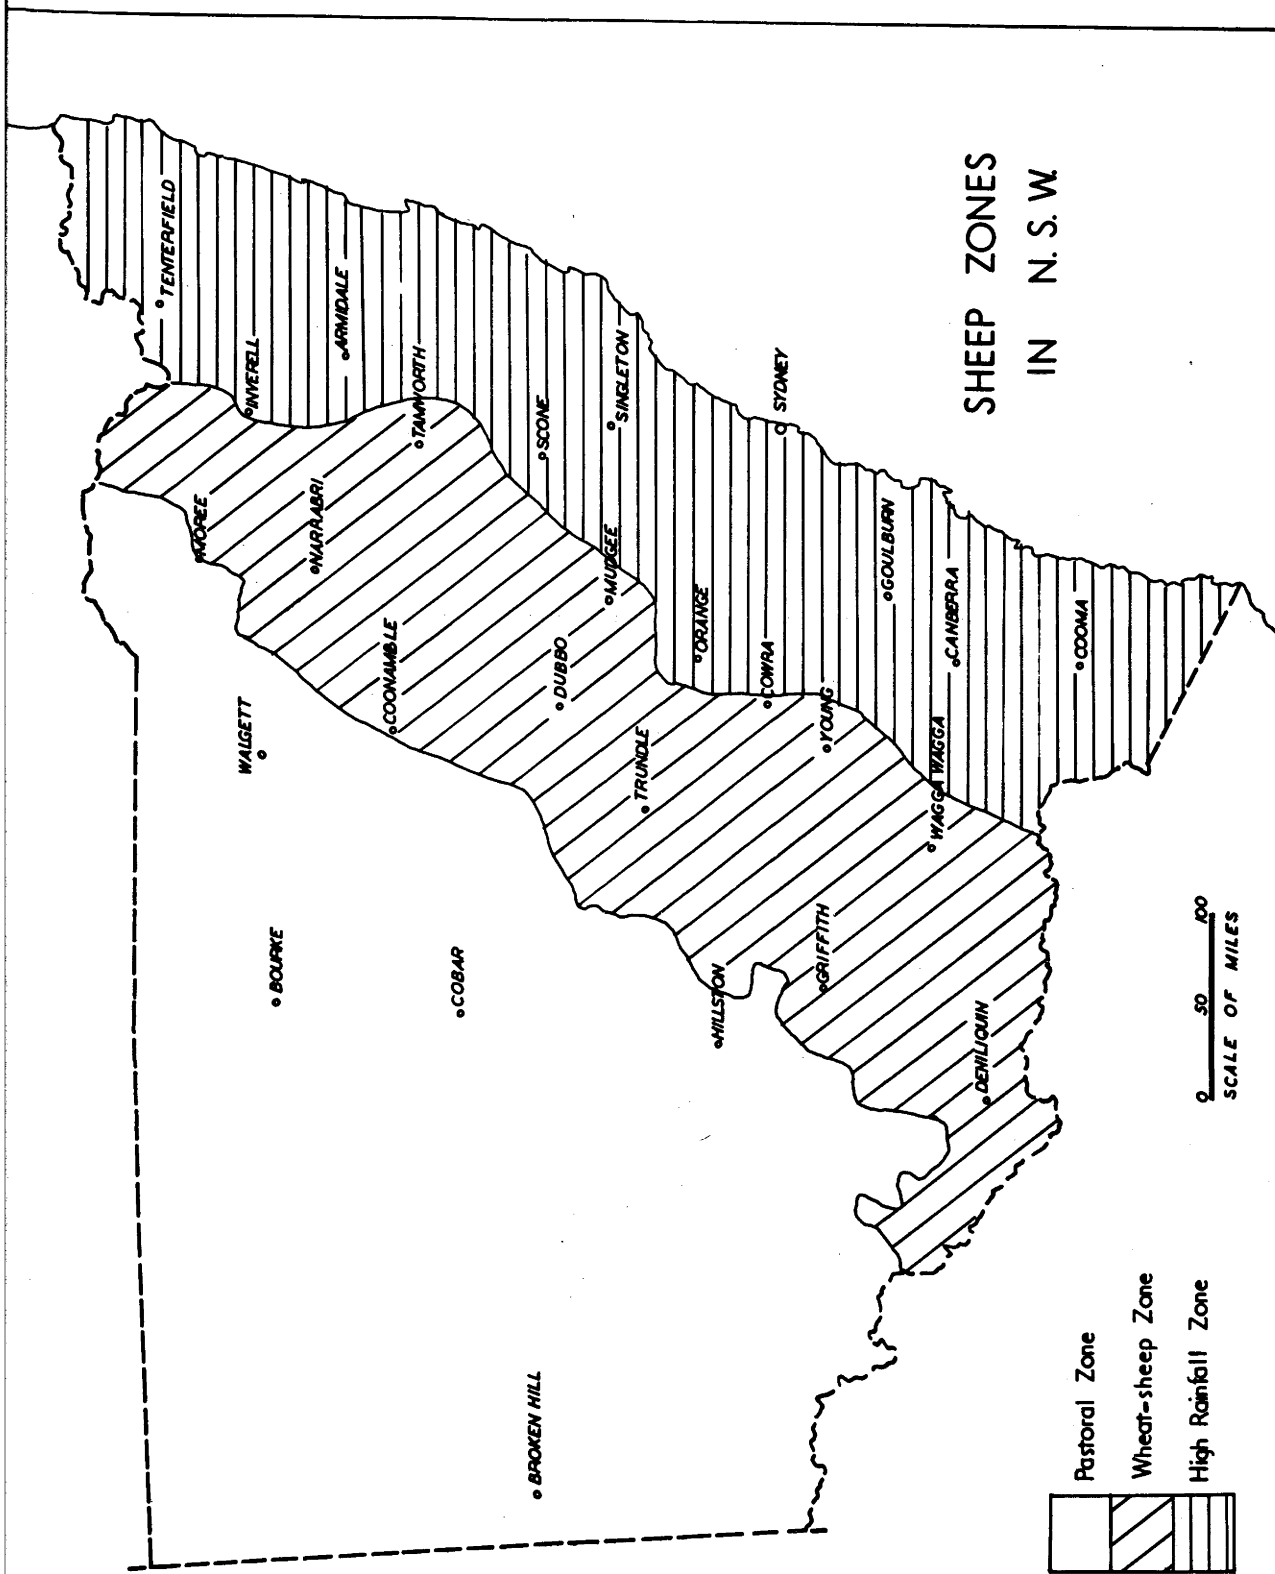 SHEEP ZONES
IN N. S. W.
TENTERFIELD
INVERELL
ARMIDALE
MOREE
NARRABRI
TAMWORTH
WALGETT
BOURKE
COONAMBLE
COBAR
SCONE
BROKEN HILL
DUBBO
SINGLETON
MUDGEE
TRUNDLE
ORANGE
HILLSTON
SYDNEY
COWRA
YOUNG
GRIFFITH
GOULBURN
CANBERRA
WAGGA WAGGA
DENILIQUIN
COOMA
0 50 100
SCALE OF MILES
Pastoral Zone
Wheat-sheep Zone
High Rainfall Zone